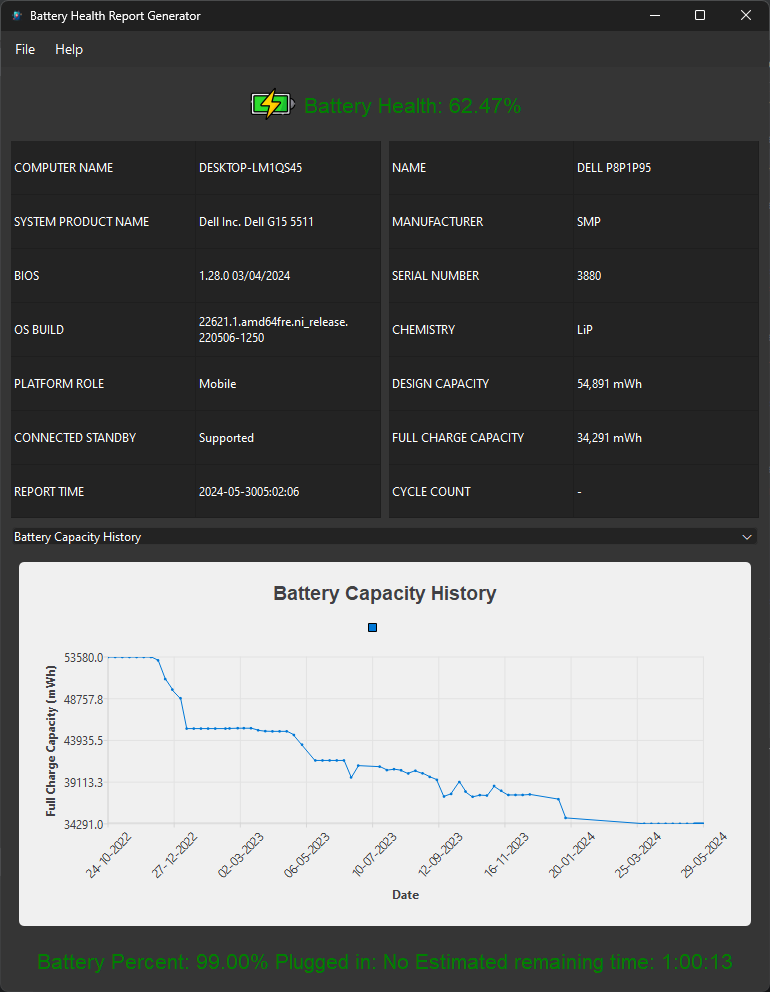 Battery Health Report Generator
File Help
Battery Health: 62.47%
COMPUTER NAME DESKTOP-LM1QS45 NAME DELL P8P1P95
SYSTEM PRODUCT NAME Dell Inc. Dell G15 5511 MANUFACTURER SMP
BIOS 1.28.0 03/04/2024 SERIAL NUMBER 3880
OS BUILD 22621.1.amd64fre.ni_release. CHEMISTRY LiP
220506-1250
PLATFORM ROLE Mobile DESIGN CAPACITY 54,891 mWh
CONNECTED STANDBY Supported FULL CHARGE CAPACITY 34,291 mWh
REPORT TIME 2024-05-3005:02:06 CYCLE COUNT -
Battery Capacity History
Battery Capacity History
Full Charge Capacity (mWh)
53580.0
48757.8
43935.5
39113.3
34291.0
24-10-2022 27-12-2022 02-03-2023 06-05-2023 10-07-2023 12-09-2023 16-11-2023 20-01-2024 25-03-2024 29-05-2024
Date
Battery Percent: 99.00% Plugged in: No Estimated remaining time: 1:00:13